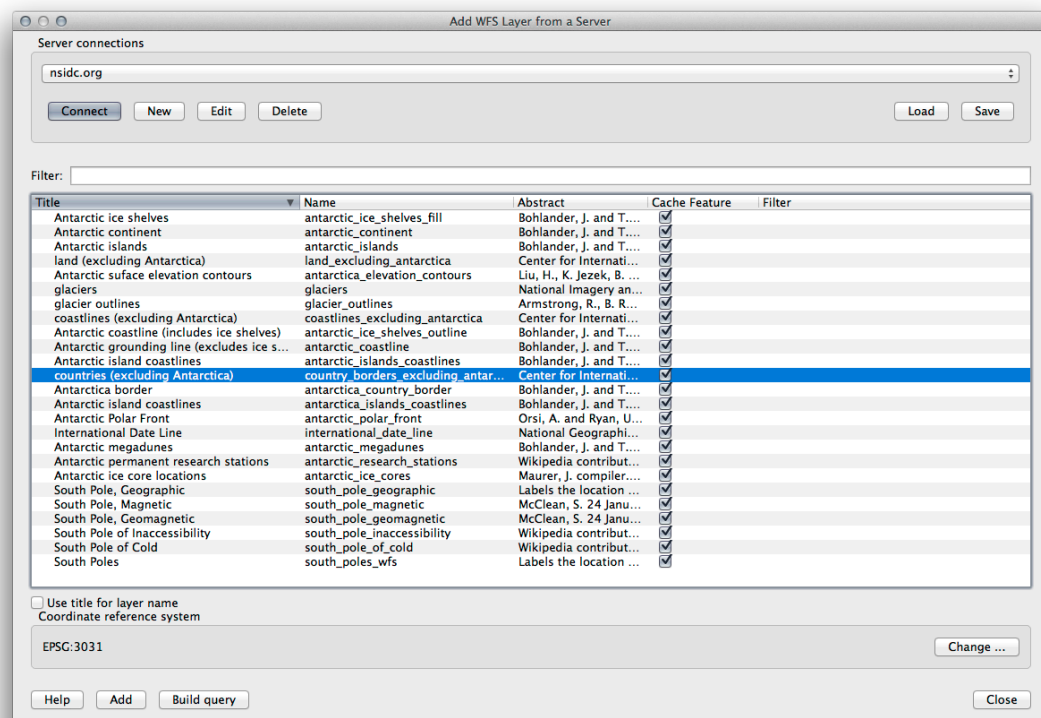 Add WFS Layer from a Server
Server connections
nsidc.org
Connect New Edit Delete Load Save
Filter:
Title Name Abstract Cache Feature Filter
Antarctic ice shelves antarctic_ice_shelves_fill Bohlander, J. and T....
Antarctic continent antarctic_continent Bohlander, J. and T....
Antarctic islands antarctic_islands Bohlander, J. and T....
land (excluding Antarctica) land_excluding_antarctica Center for Internati...
Antarctic suface elevation contours antarctica_elevation_contours Liu, H., K. Jezek, B. ...
glaciers glaciers National Imagery an...
glacier outlines glacier_outlines Armstrong, R., B. R...
coastlines (excluding Antarctica) coastlines_excluding_antarctica Center for Internati...
Antarctic coastline (includes ice shelves) antarctic_ice_shelves_outline Bohlander, J. and T....
Antarctic grounding line (excludes ice s... antarctic_coastline Bohlander, J. and T....
Antarctic island coastlines antarctic_islands_coastlines Bohlander, J. and T....
countries (excluding Antarctica) country_borders_excluding_antar... Center for Internati...
Antarctica border antarctica_country_border Bohlander, J. and T....
Antarctic island coastlines antarctica_islands_coastlines Bohlander, J. and T....
Antarctic Polar Front antarctic_polar_front Orsi, A. and Ryan, U...
International Date Line international_date_line National Geographi...
Antarctic megadunes antarctic_megadunes Bohlander, J. and T....
Antarctic permanent research stations antarctic_research_stations Wikipedia contribut...
Antarctic ice core locations antarctic_ice_cores Maurer, J. compiler....
South Pole, Geographic south_pole_geographic Labels the location ...
South Pole, Magnetic south_pole_magnetic McClean, S. 24 Janu...
South Pole, Geomagnetic south_pole_geomagnetic McClean, S. 24 Janu...
South Pole of Inaccessibility south_pole_inaccessibility Wikipedia contribut...
South Pole of Cold south_pole_of_cold Wikipedia contribut...
South Poles south_poles_wfs Labels the location ...
Use title for layer name
Coordinate reference system
EPSG:3031 Change ...
Help Add Build query Close